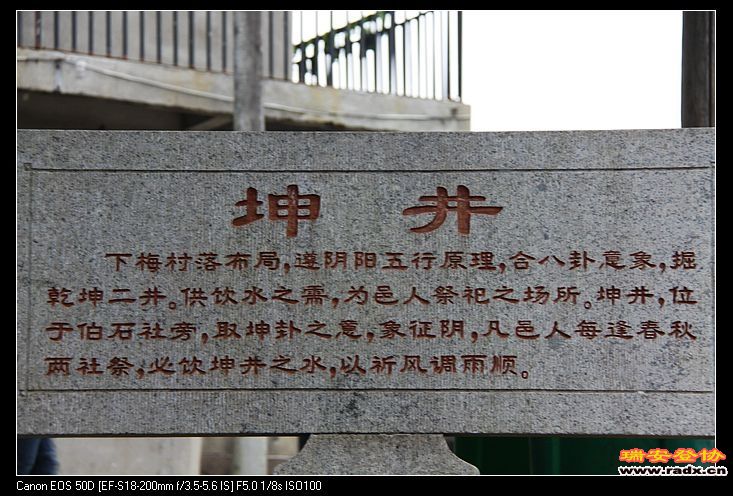 坤井
下梅村落布局,遵阴阳五行原理,合八卦意象,掘
乾坤二井。供饮水之需,为邑人祭祀之场所。坤井,位
于伯石社旁,取坤卦之意,象征阴,凡邑人每逢春秋
两社祭,必饮坤井之水,以祈风调雨顺。
瑞安登协
www.radx.cn
Canon EOS 50D [EF-S18-200mm f/3.5-5.6 IS] F5.0 1/8s ISO100